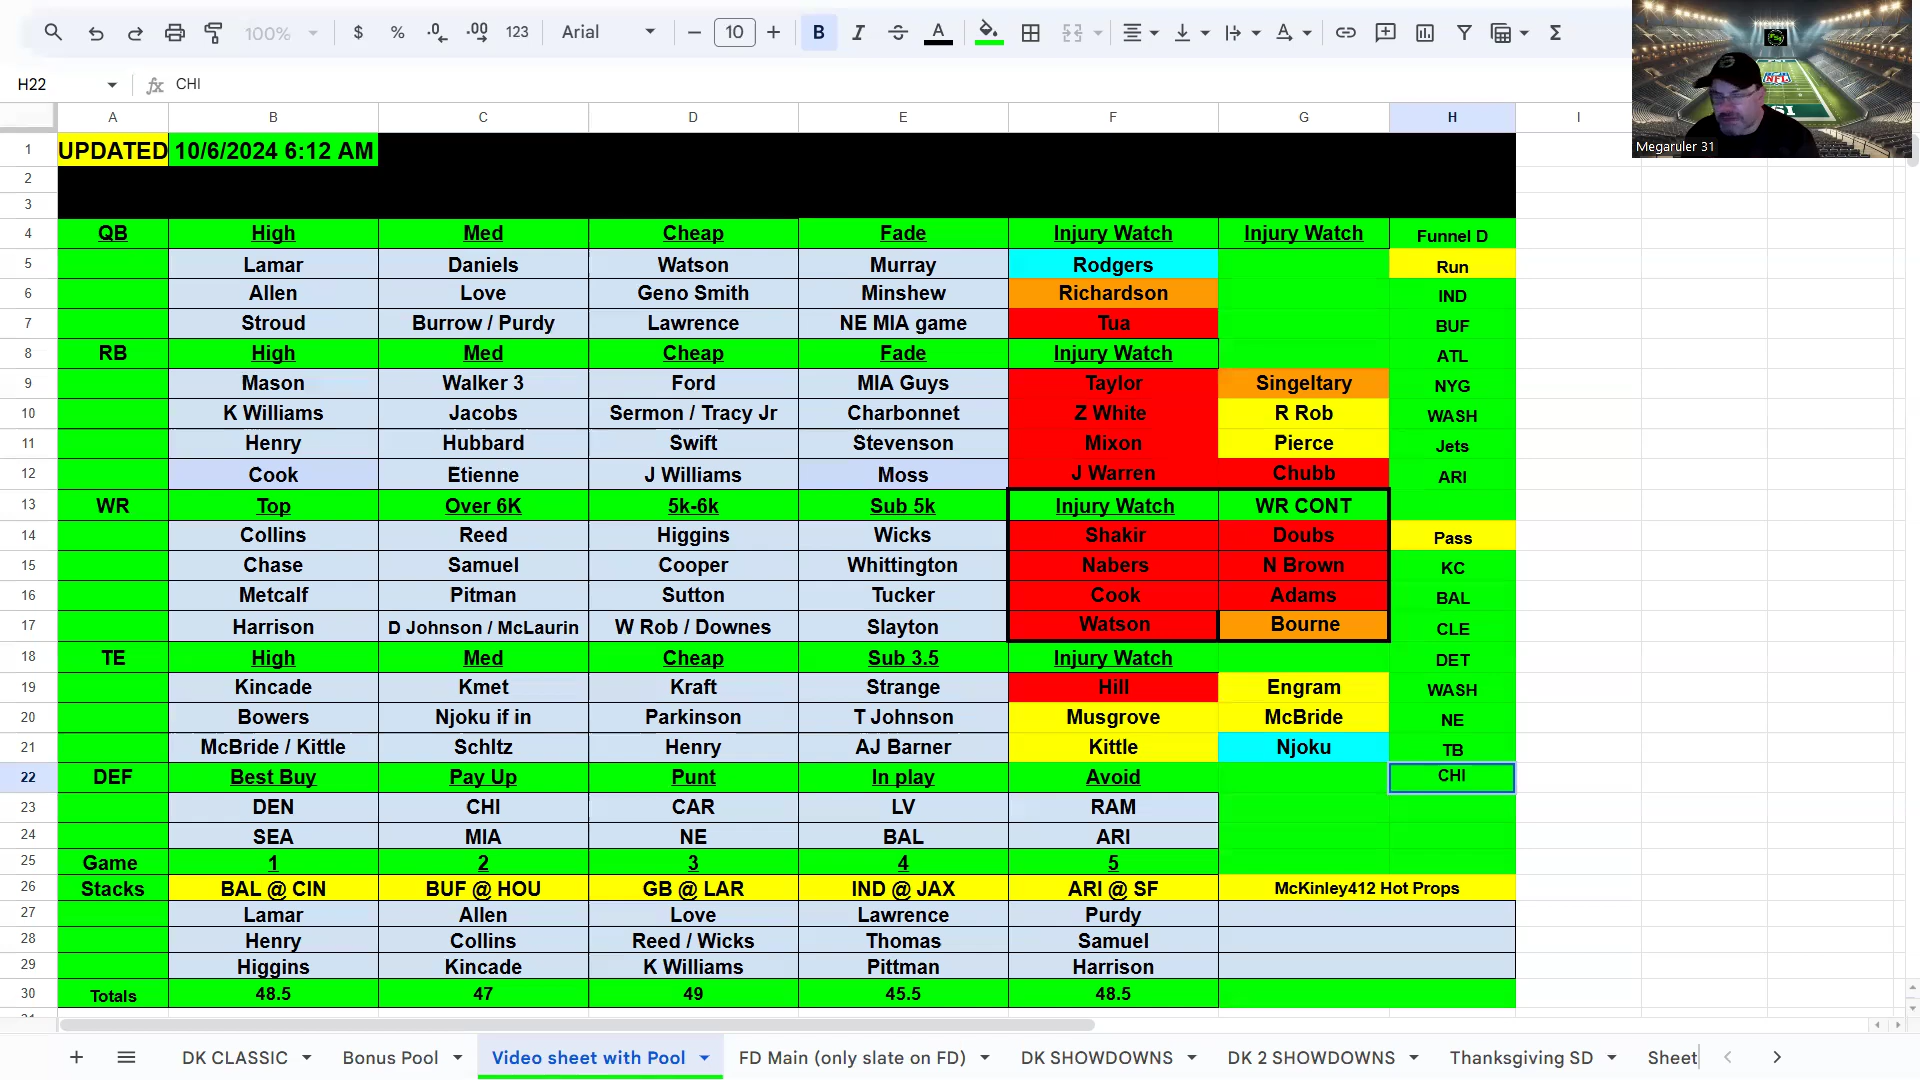 100% $ % .0 .00 123 Arial 10 B I S A A Σ
H22 fx CHI
Megaruler 31
A B C D E F G H I
1 UPDATED 10/6/2024 6:12 AM
2
3
4 QB High Med Cheap Fade Injury Watch Injury Watch Funnel D
5 Lamar Daniels Watson Murray Rodgers Run
6 Allen Love Geno Smith Minshew Richardson IND
7 Stroud Burrow / Purdy Lawrence NE MIA game Tua BUF
8 RB High Med Cheap Fade Injury Watch ATL
9 Mason Walker 3 Ford MIA Guys Taylor Singeltary NYG
10 K Williams Jacobs Sermon / Tracy Jr Charbonnet Z White R Rob WASH
11 Henry Hubbard Swift Stevenson Mixon Pierce Jets
12 Cook Etienne J Williams Moss J Warren Chubb ARI
13 WR Top Over 6K 5k-6k Sub 5k Injury Watch WR CONT
14 Collins Reed Higgins Wicks Shakir Doubs Pass
15 Chase Samuel Cooper Whittington Nabers N Brown KC
16 Metcalf Pitman Sutton Tucker Cook Adams BAL
17 Harrison D Johnson / McLaurin W Rob / Downes Slayton Watson Bourne CLE
18 TE High Med Cheap Sub 3.5 Injury Watch DET
19 Kincade Kmet Kraft Strange Hill Engram WASH
20 Bowers Njoku if in Parkinson T Johnson Musgrove McBride NE
21 McBride / Kittle Schltz Henry AJ Barner Kittle Njoku TB
22 DEF Best Buy Pay Up Punt In play Avoid CHI
23 DEN CHI CAR LV RAM
24 SEA MIA NE BAL ARI
25 Game 1 2 3 4 5
26 Stacks BAL @ CIN BUF @ HOU GB @ LAR IND @ JAX ARI @ SF McKinley412 Hot Props
27 Lamar Allen Love Lawrence Purdy
28 Henry Collins Reed / Wicks Thomas Samuel
29 Higgins Kincade K Williams Pittman Harrison
30 Totals 48.5 47 49 45.5 48.5
DK CLASSIC Bonus Pool Video sheet with Pool FD Main (only slate on FD) DK SHOWDOWNS DK 2 SHOWDOWNS Thanksgiving SD Sheet